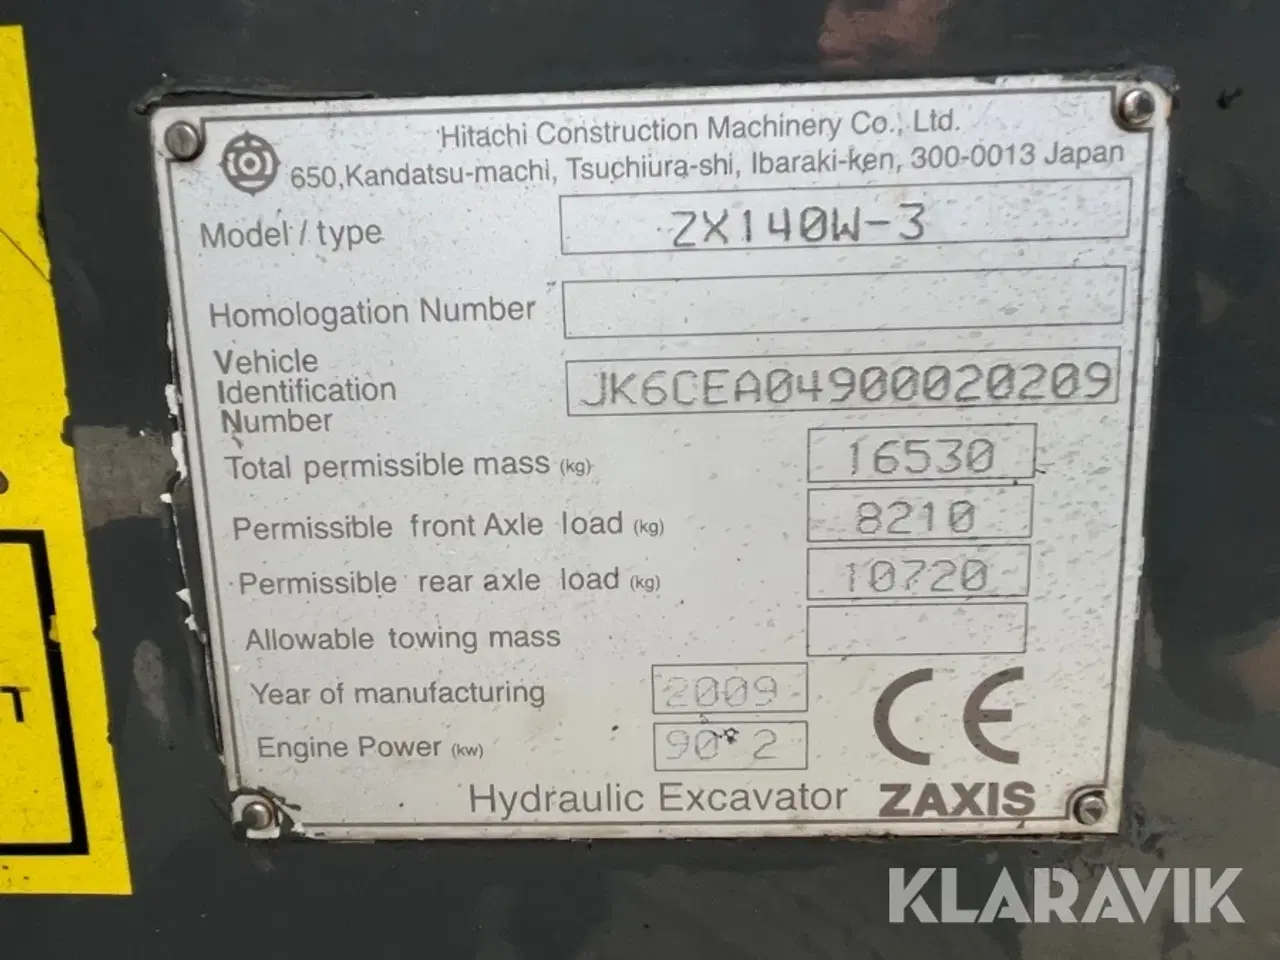 Hitachi Construction Machinery Co., Ltd.
650,Kandatsu-machi, Tsuchiura-shi, Ibaraki-ken, 300-0013 Japan
Model / type ZX140W-3
Homologation Number
Vehicle
Identification
Number
JK6CEA04900020209
Total permissible mass (kg) 16530
Permissible front Axle load (kg) 8210
Permissible rear axle load (kg) 10720
Allowable towing mass
Year of manufacturing 2009
Engine Power (kw) 90.2
CE
Hydraulic Excavator ZAXIS
KLARAVIK